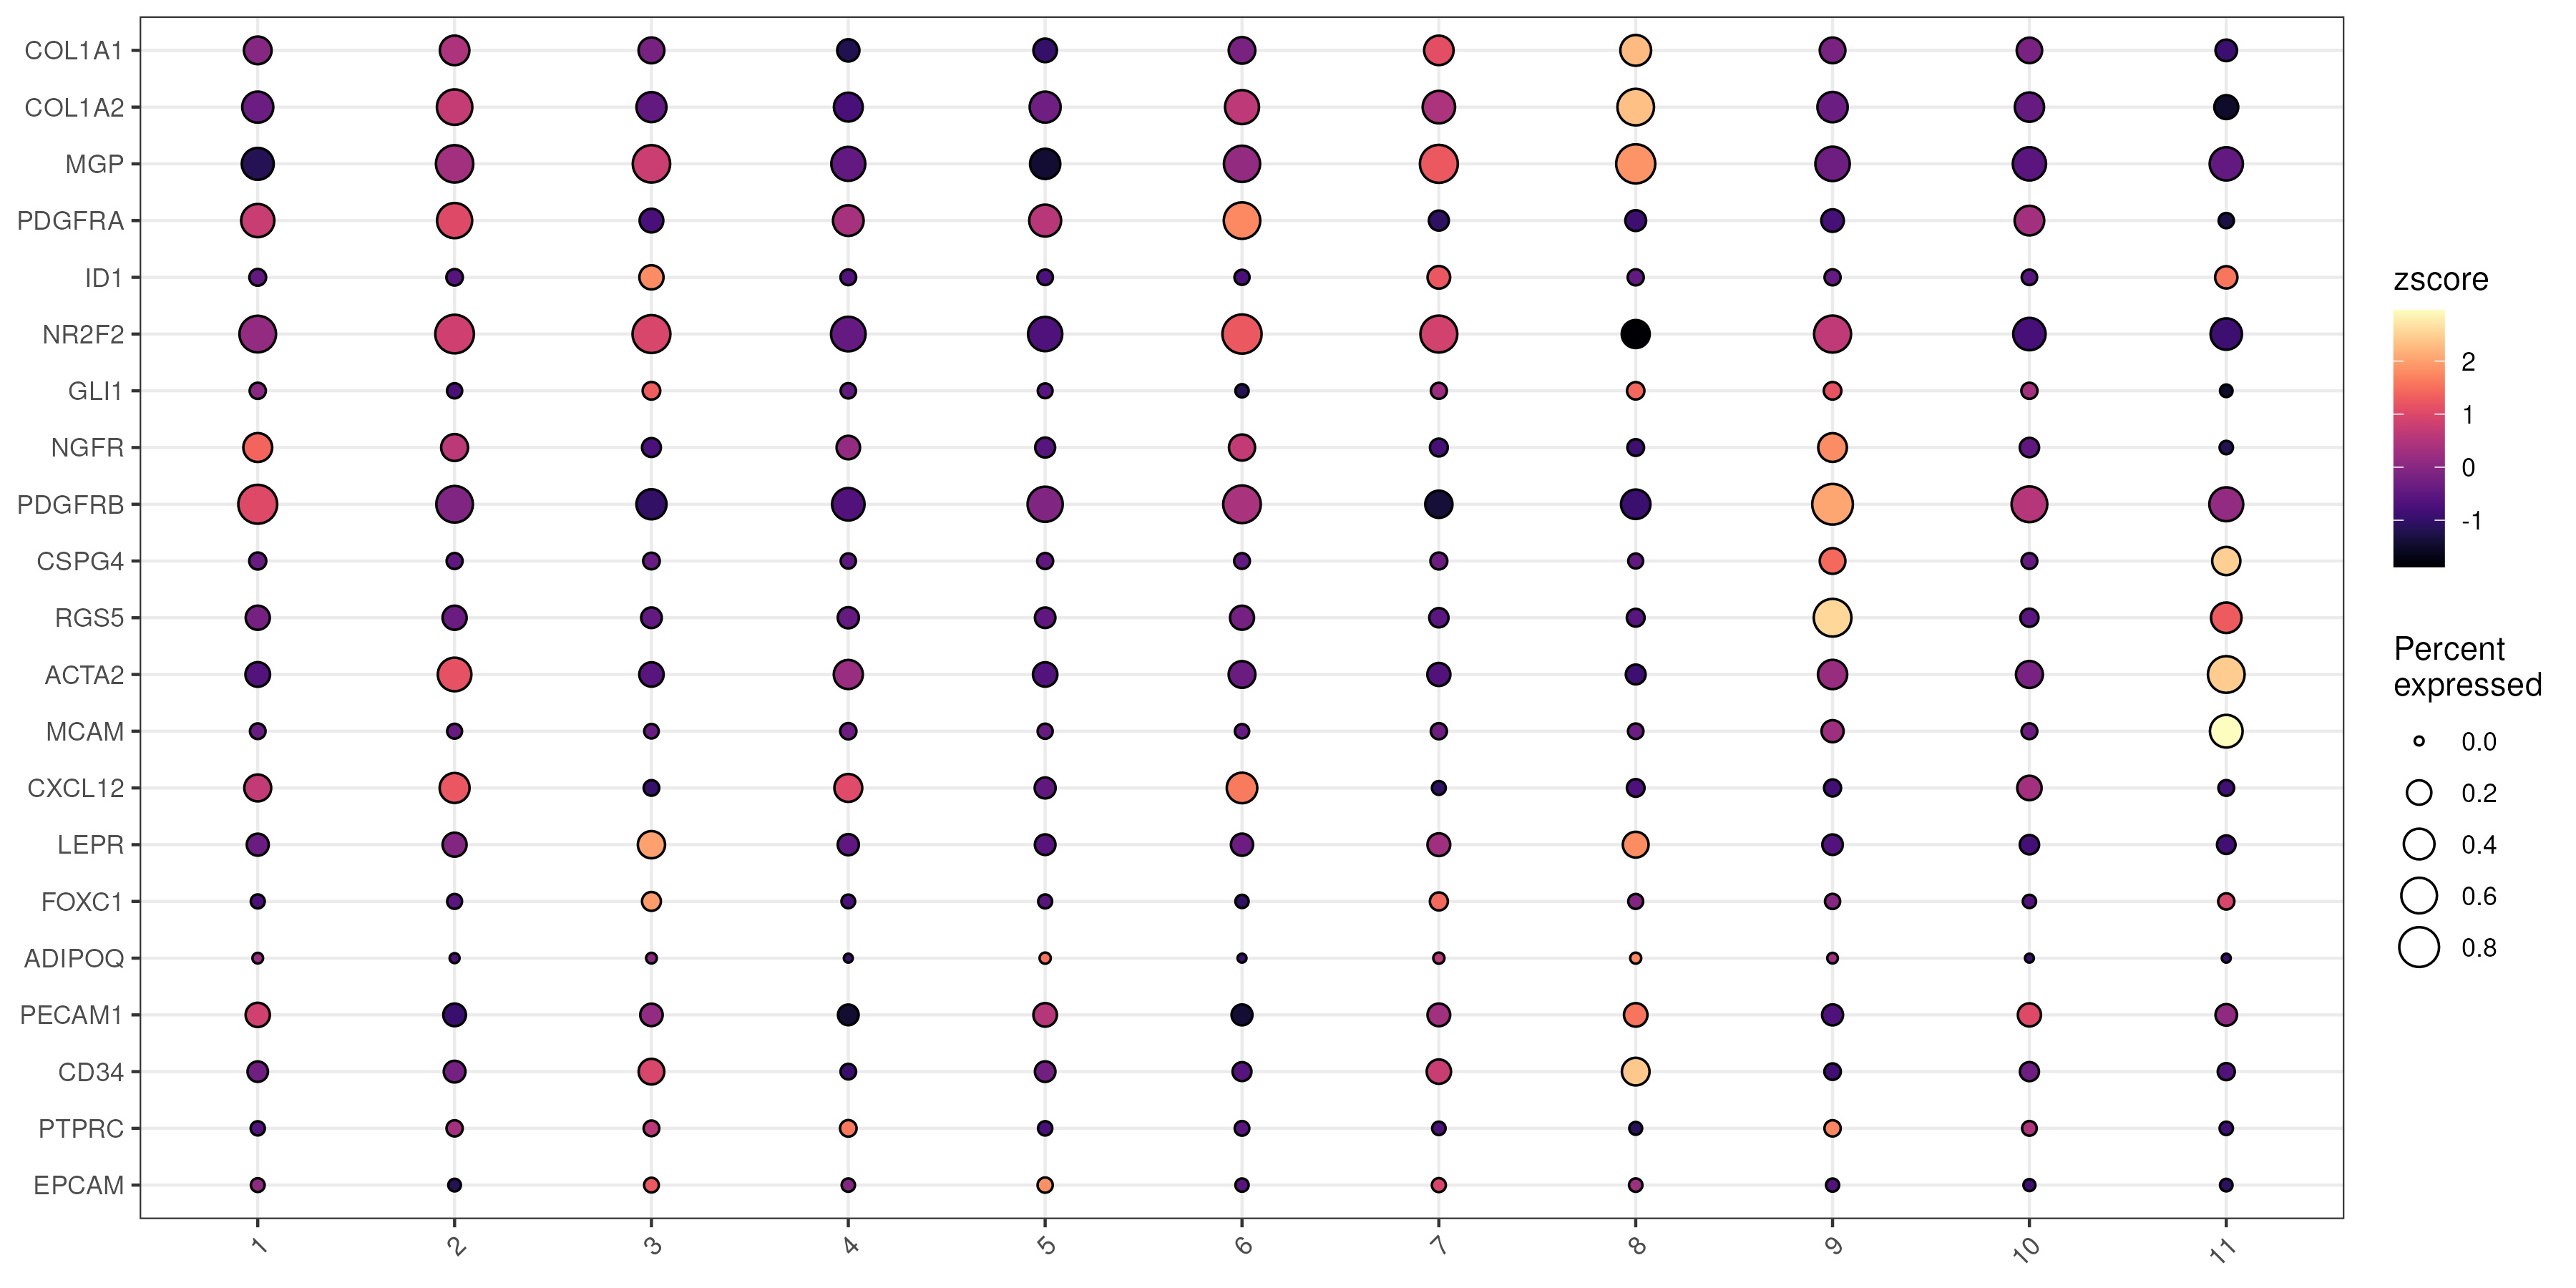 COL1A1
COL1A2
MGP
PDGFRA
ID1
NR2F2
GLI1
NGFR
PDGFRB
CSPG4
RGS5
ACTA2
MCAM
CXCL12
LEPR
FOXC1
ADIPOQ
PECAM1
CD34
PTPRC
EPCAM
1 2 3 4 5 6 7 8 9 10 11
zscore
2
1
0
-1
Percent
expressed
0.0
0.2
0.4
0.6
0.8